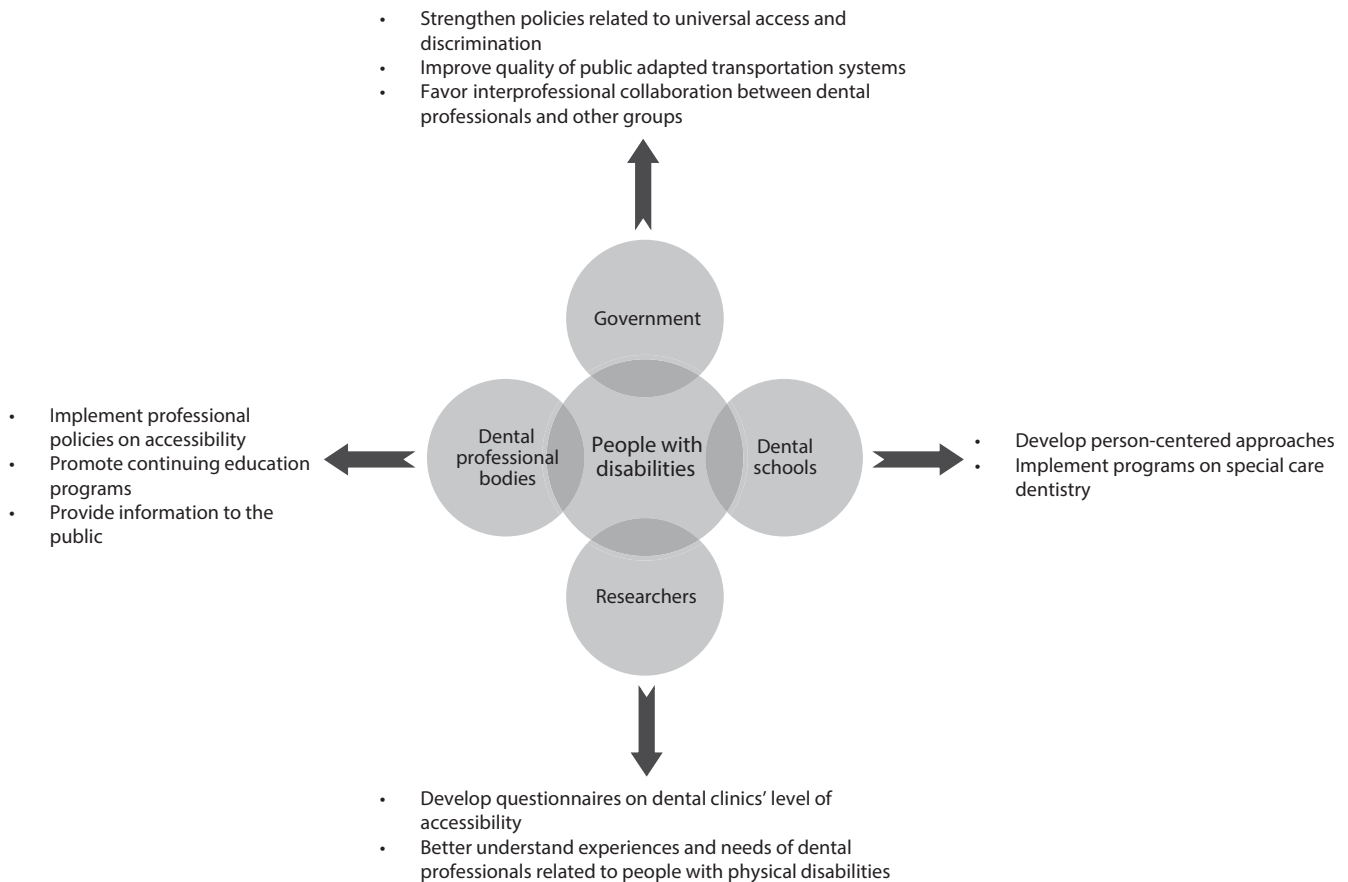 • Strengthen policies related to universal access and
discrimination
• Improve quality of public adapted transportation systems
• Favor interprofessional collaboration between dental
professionals and other groups
Government
• Implement professional
policies on accessibility
• Promote continuing education
programs
• Provide information to the
public
Dental
professional
bodies
People with
disabilities
Dental
schools
• Develop person-centered approaches
• Implement programs on special care
dentistry
Researchers
• Develop questionnaires on dental clinics’ level of
accessibility
• Better understand experiences and needs of dental
professionals related to people with physical disabilities